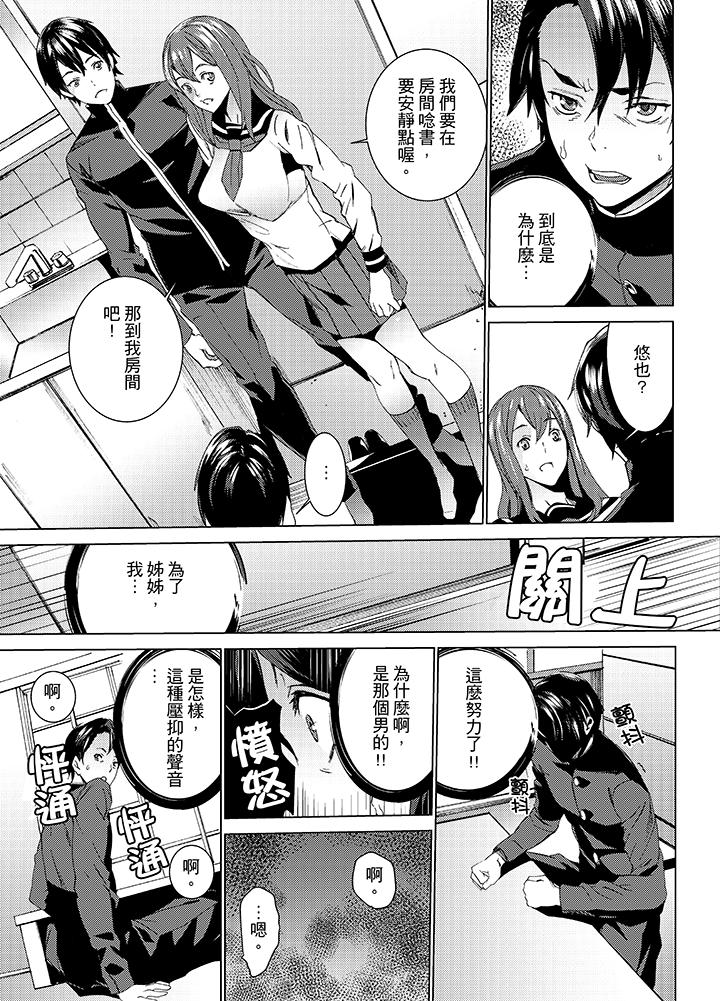 到底是
為什麼…
悠也？
我們要在
房間唸書，
要安靜點喔。
那到我房間
吧！
…
關上
為了
姊姊，
我…
這麼努力了!!
顫抖
顫抖
為什麼啊，
是那個男的!!
憤怒
啊。
…嗯。
是怎樣，
這種壓抑的聲音
啊。
怦通
怦通
啊。